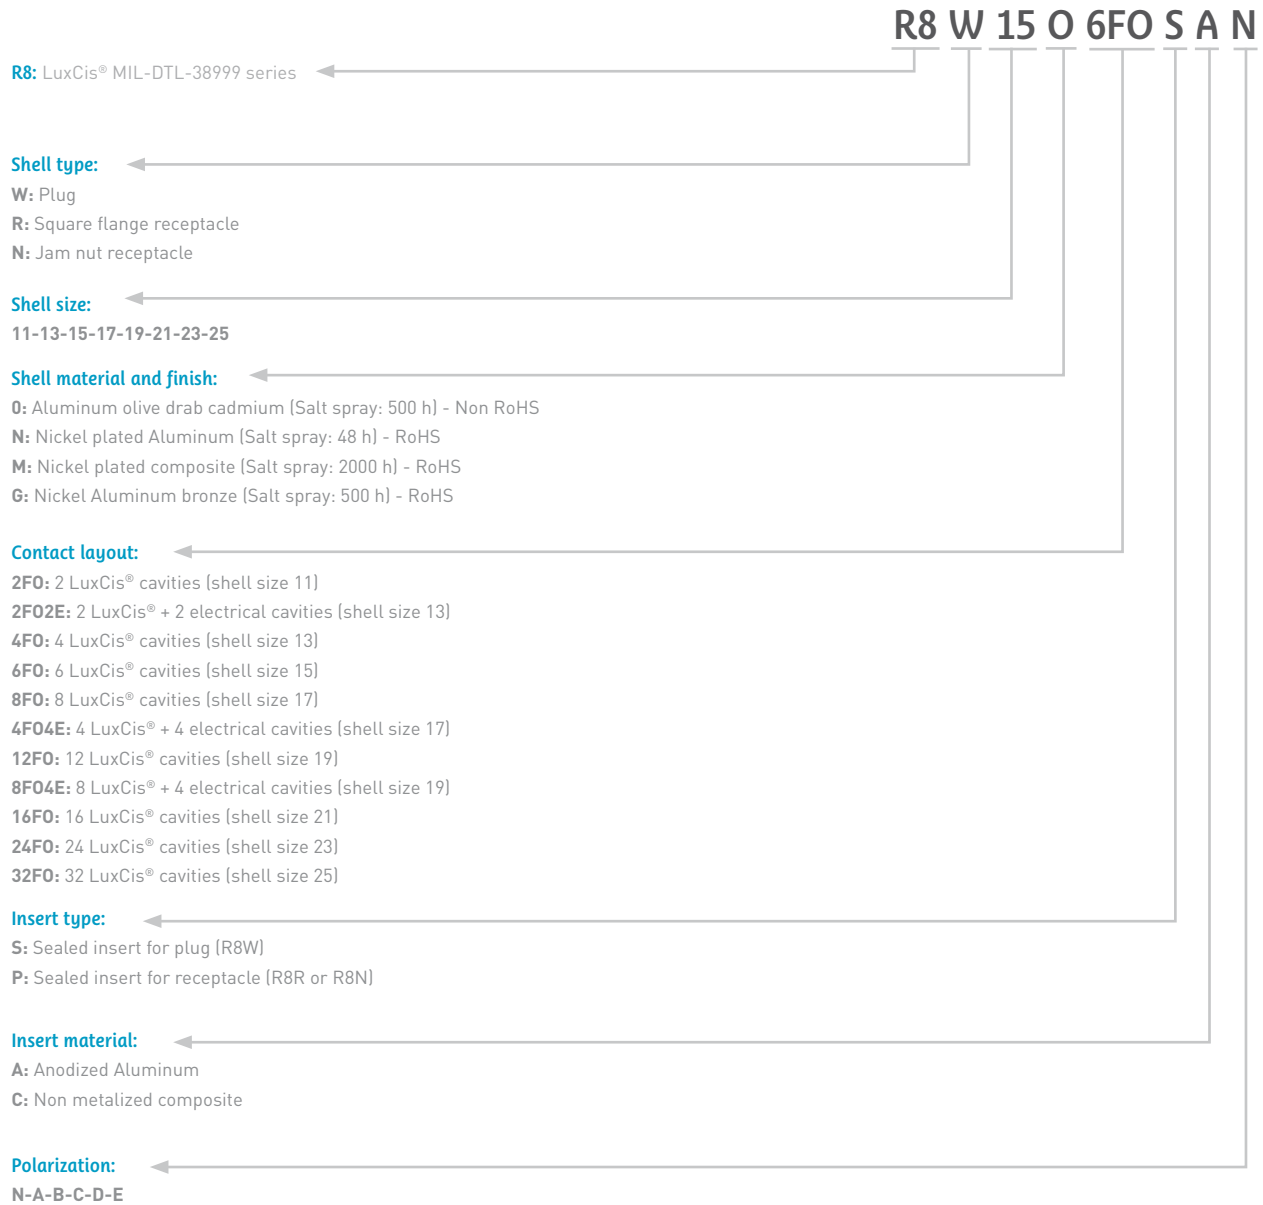 R8 W 15 O 6FO S A N
R8: LuxCis® MIL-DTL-38999 series
Shell type:
W: Plug
R: Square flange receptacle
N: Jam nut receptacle
Shell size:
11-13-15-17-19-21-23-25
Shell material and finish:
0: Aluminum olive drab cadmium (Salt spray: 500 h) - Non RoHS
N: Nickel plated Aluminum (Salt spray: 48 h) - RoHS
M: Nickel plated composite (Salt spray: 2000 h) - RoHS
G: Nickel Aluminum bronze (Salt spray: 500 h) - RoHS
Contact layout:
2FO: 2 LuxCis® cavities (shell size 11)
2FO2E: 2 LuxCis® + 2 electrical cavities (shell size 13)
4FO: 4 LuxCis® cavities (shell size 13)
6FO: 6 LuxCis® cavities (shell size 15)
8FO: 8 LuxCis® cavities (shell size 17)
4FO4E: 4 LuxCis® + 4 electrical cavities (shell size 17)
12FO: 12 LuxCis® cavities (shell size 19)
8FO4E: 8 LuxCis® + 4 electrical cavities (shell size 19)
16FO: 16 LuxCis® cavities (shell size 21)
24FO: 24 LuxCis® cavities (shell size 23)
32FO: 32 LuxCis® cavities (shell size 25)
Insert type:
S: Sealed insert for plug (R8W)
P: Sealed insert for receptacle (R8R or R8N)
Insert material:
A: Anodized Aluminum
C: Non metalized composite
Polarization:
N-A-B-C-D-E